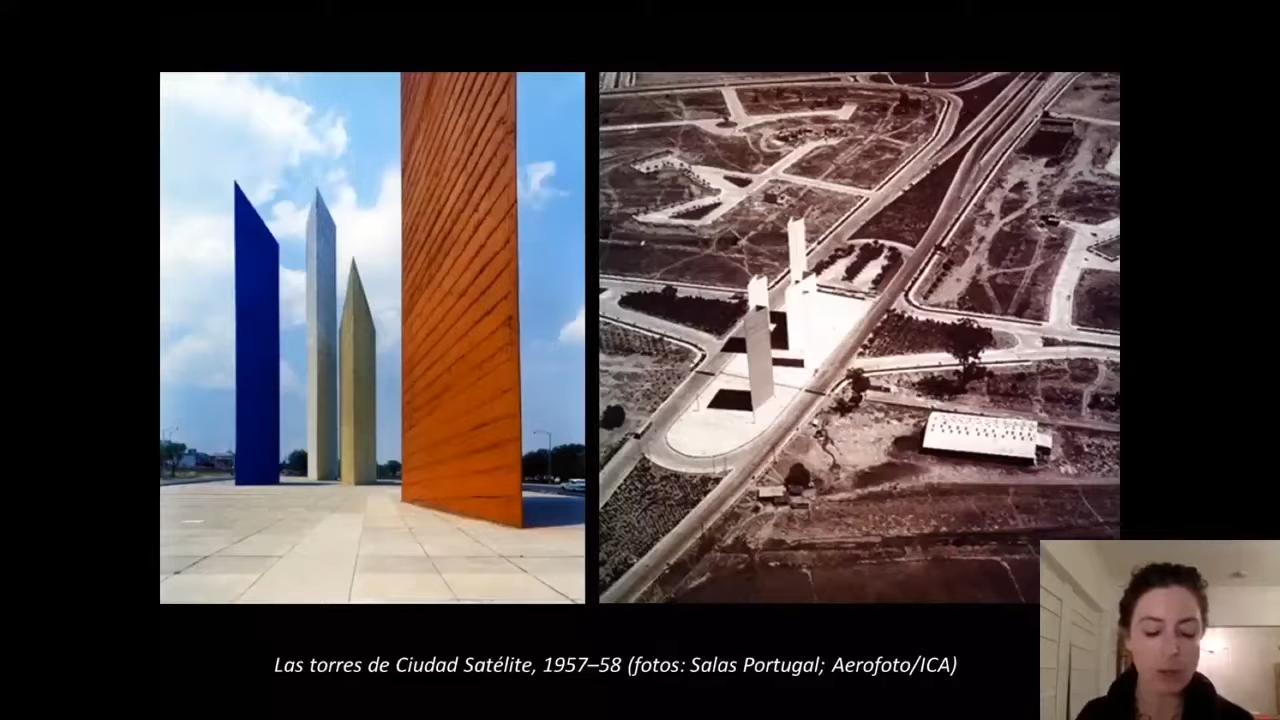 Las torres de Ciudad Satélite, 1957–58 (fotos: Salas Portugal; Aerofoto/ICA)